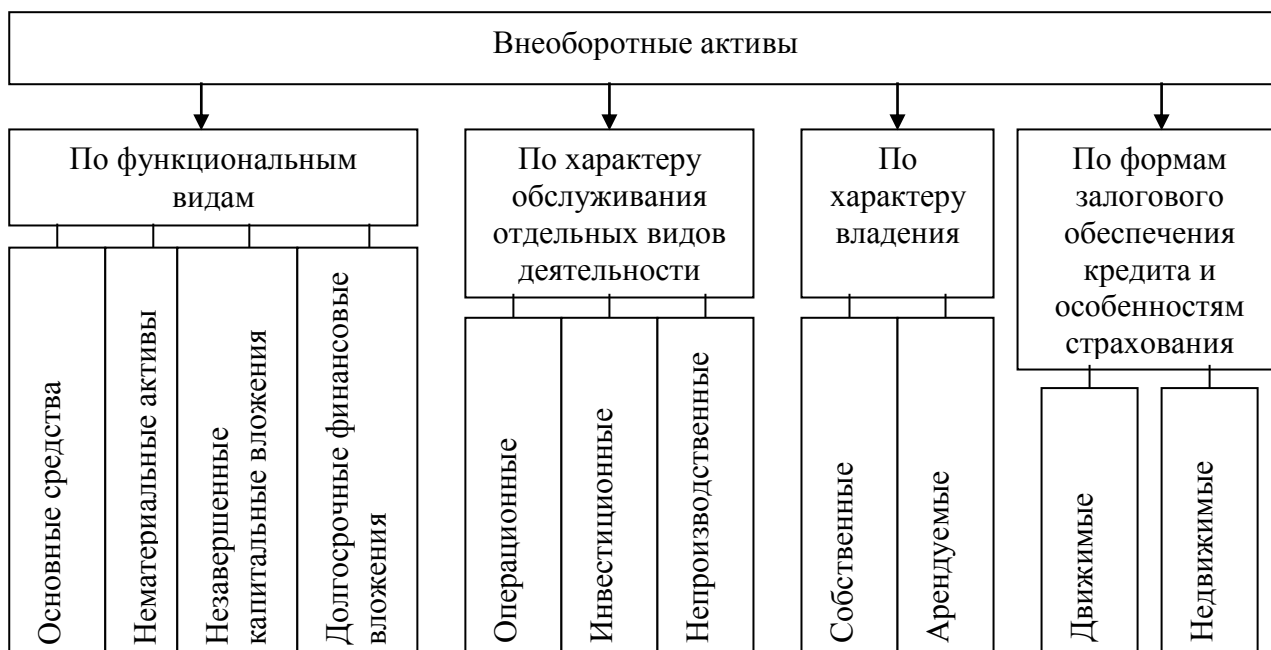 Внеоборотные активы
По функциональным
видам
По характеру
обслуживания
отдельных видов
деятельности
По
характеру
владения
По формам
залогового
обеспечения
кредита и
особенностям
страхования
Основные средства
Нематериальные активы
Незавершенные
капитальные вложения
Долгосрочные финансовые
вложения
Операционные
Инвестиционные
Непроизводственные
Собственные
Арендуемые
Движимые
Недвижимые